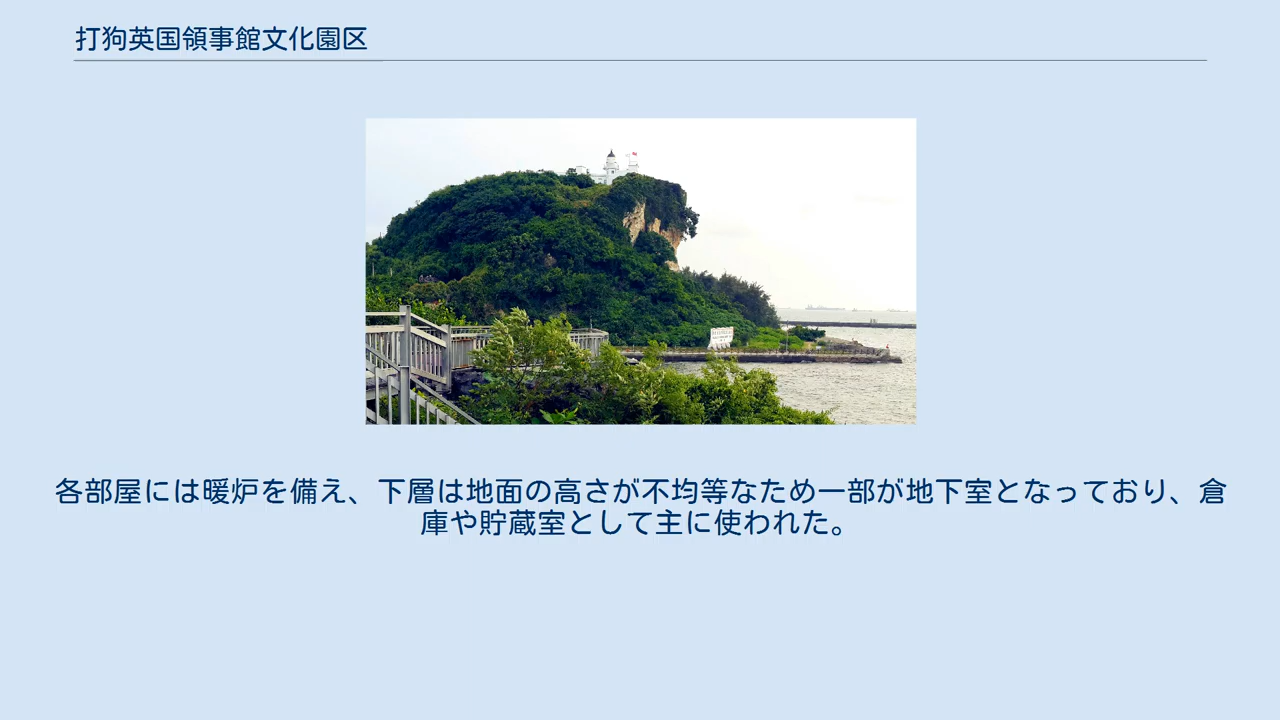 打狗英国領事館文化園区
各部屋には暖炉を備え、下層は地面の高さが不均等なため一部が地下室となっており、倉
庫や貯蔵室として主に使われた。